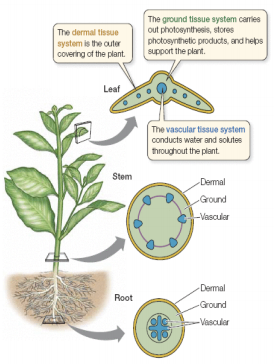 The ground tissue system carries
out photosynthesis, stores
photosynthetic products, and helps
support the plant.
The dermal tissue
system is the outer
covering of the plant.
Leaf
The vascular tissue system
conducts water and solutes
throughout the plant.
Stem
Dermal
Ground
Vascular
Root
Dermal
Ground
Vascular